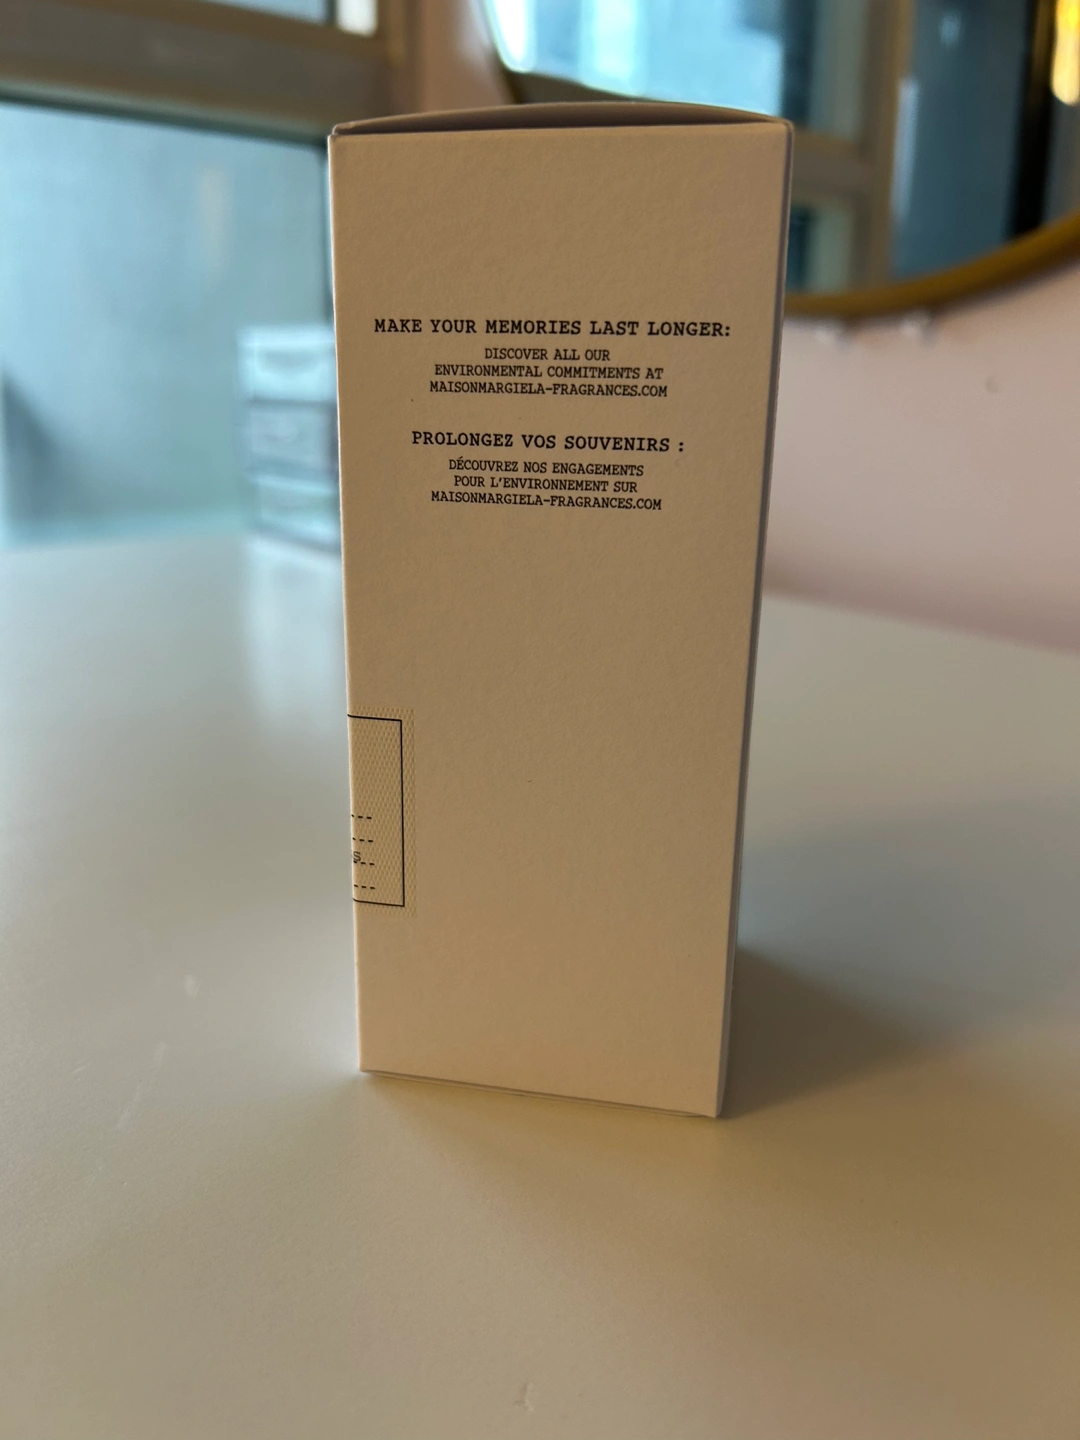 MAKE YOUR MEMORIES LAST LONGER:
DISCOVER ALL OUR
ENVIRONMENTAL COMMITMENTS AT
MAISONMARGIELA-FRAGRANCES.COM
PROLONGEZ VOS SOUVENIRS :
DÉCOUVREZ NOS ENGAGEMENTS
POUR L'ENVIRONNEMENT SUR
MAISONMARGIELA-FRAGRANCES.COM